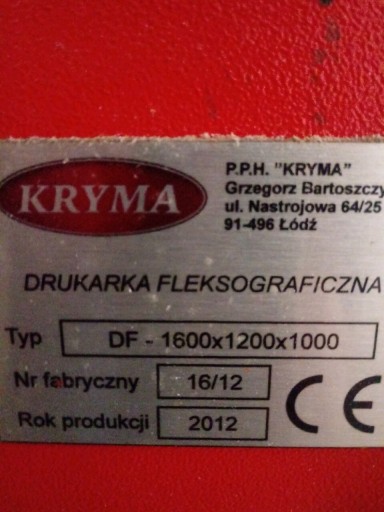 KRYMA
P.P.H. "KRYMA"
Grzegorz Bartoszczy
ul. Nastrojowa 64/25
91-496 Łódź
DRUKARKA FLEKSOGRAFICZNA
Typ DF - 1600x1200x1000
Nr fabryczny 16/12
Rok produkcji 2012
CE